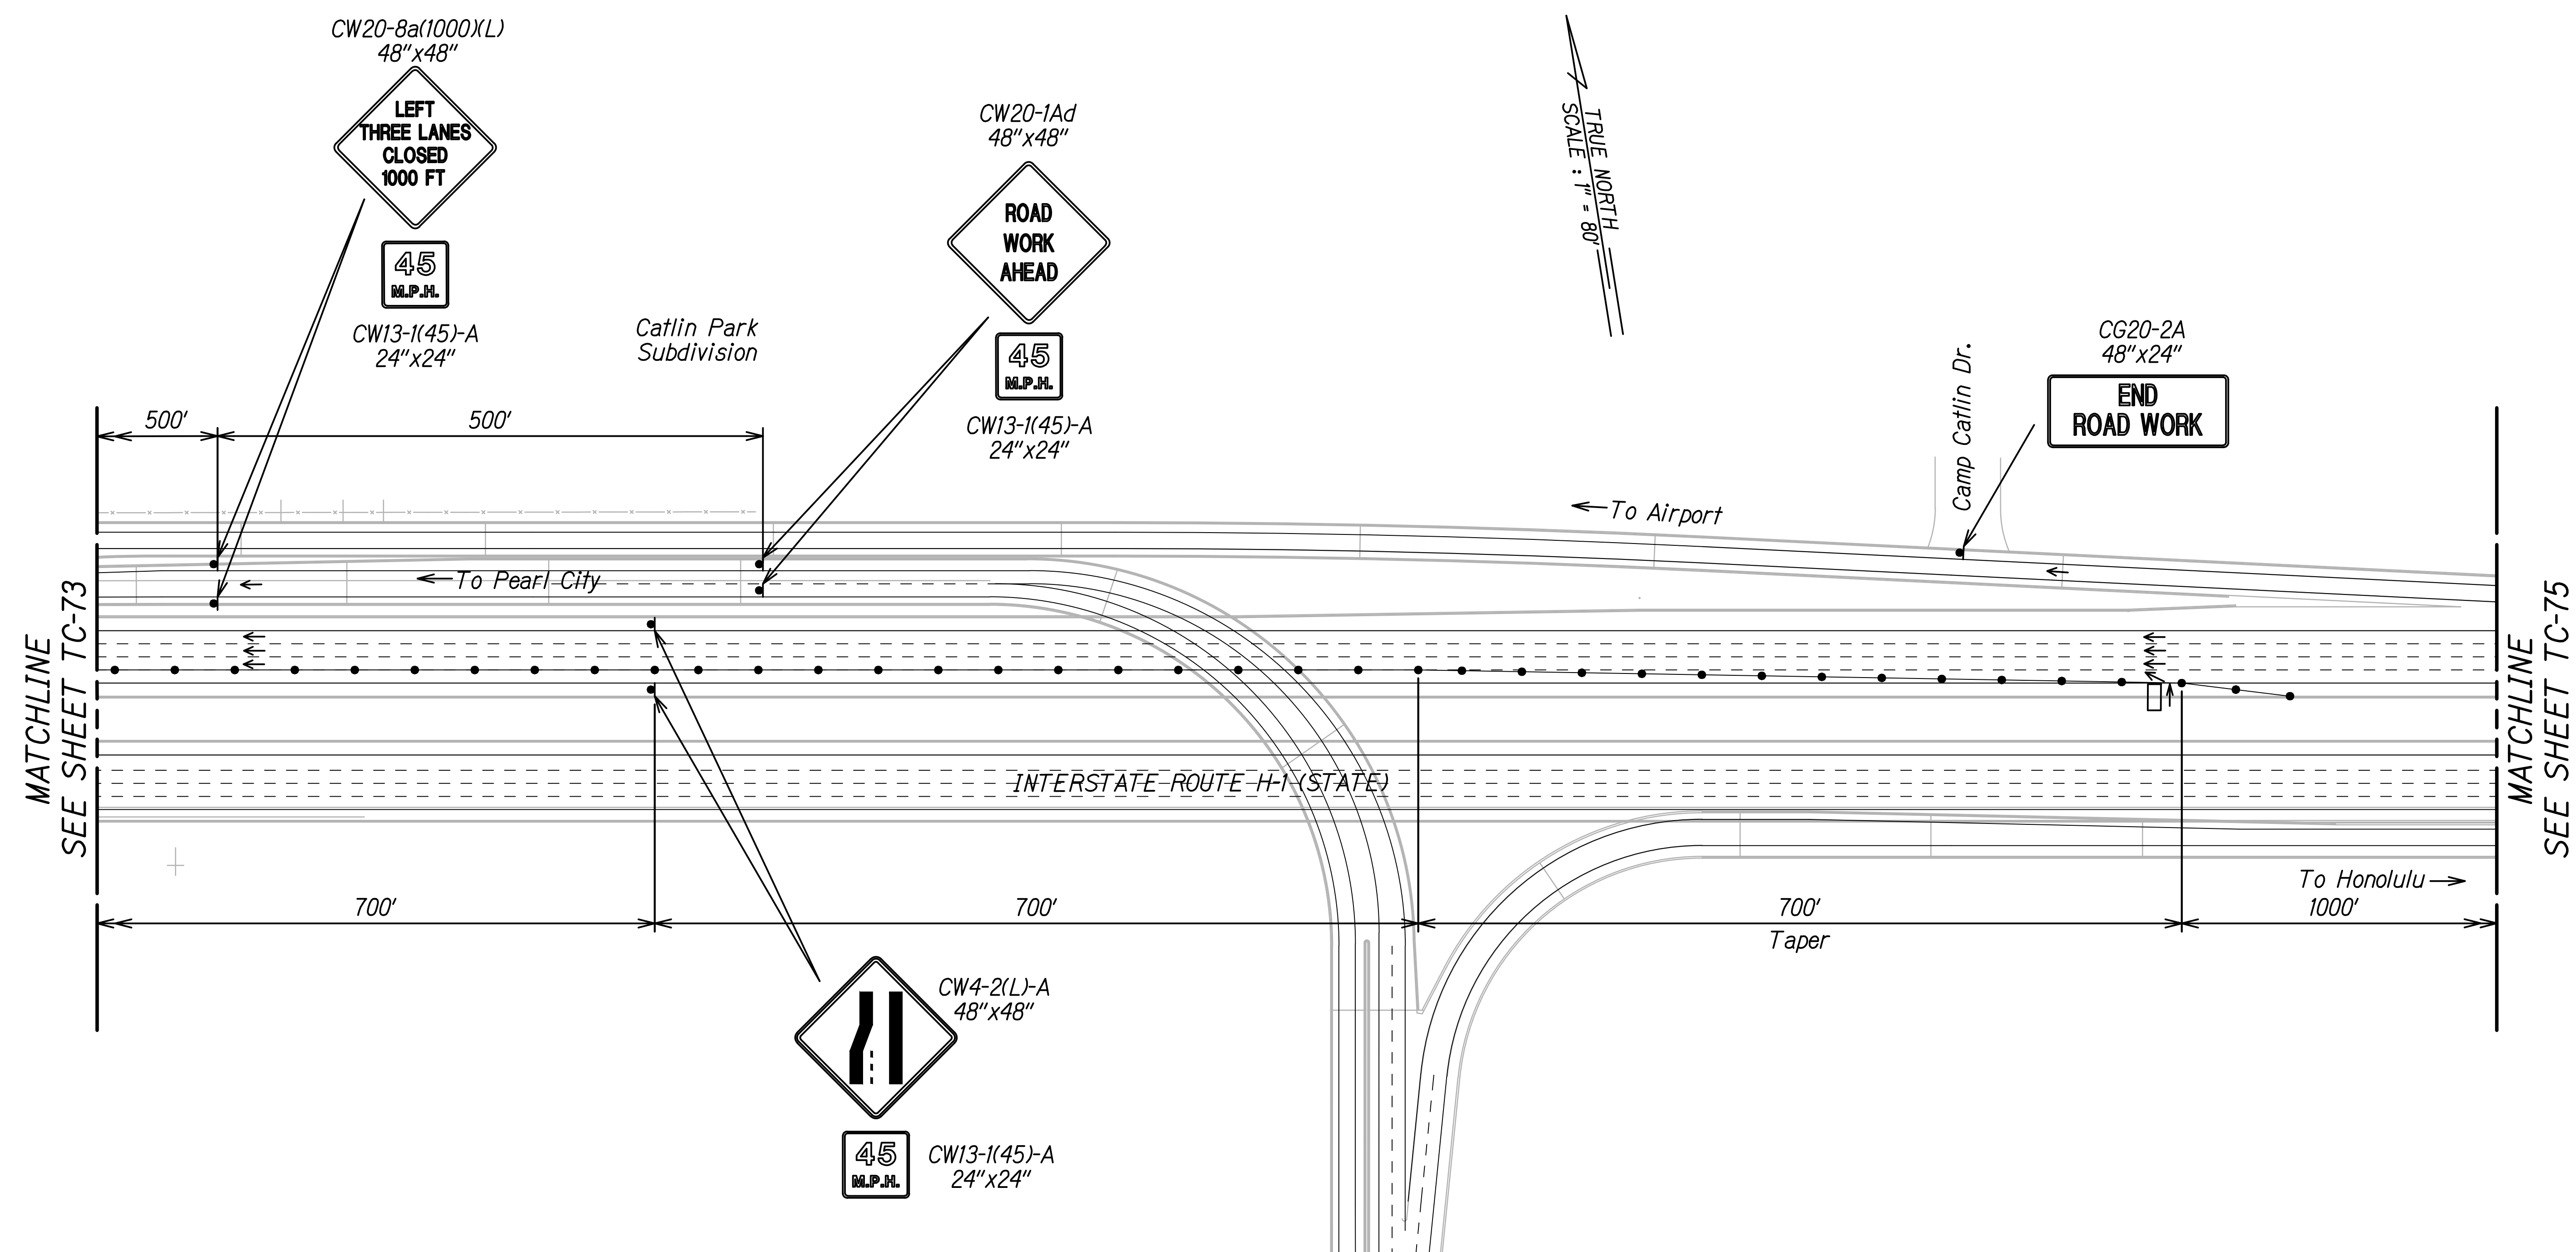 CW20-8a(1000)(L)
48"x48"
LEFT
THREE LANES
CLOSED
1000 FT
45
M.P.H.
CW13-1(45)-A
24"x24"
Catlin Park
Subdivision
CW20-1Ad
48"x48"
ROAD
WORK
AHEAD
45
M.P.H.
CW13-1(45)-A
24"x24"
TRUE NORTH
SCALE : 1" = 80'
Camp Catlin Dr.
CG20-2A
48"x24"
END
ROAD WORK
500'
500'
To Airport
To Pearl City
MATCHLINE
SEE SHEET TC-73
MATCHLINE
SEE SHEET TC-75
INTERSTATE ROUTE H-1 (STATE)
To Honolulu
700'
700'
700'
Taper
1000'
CW4-2(L)-A
48"x48"
45
M.P.H.
CW13-1(45)-A
24"x24"